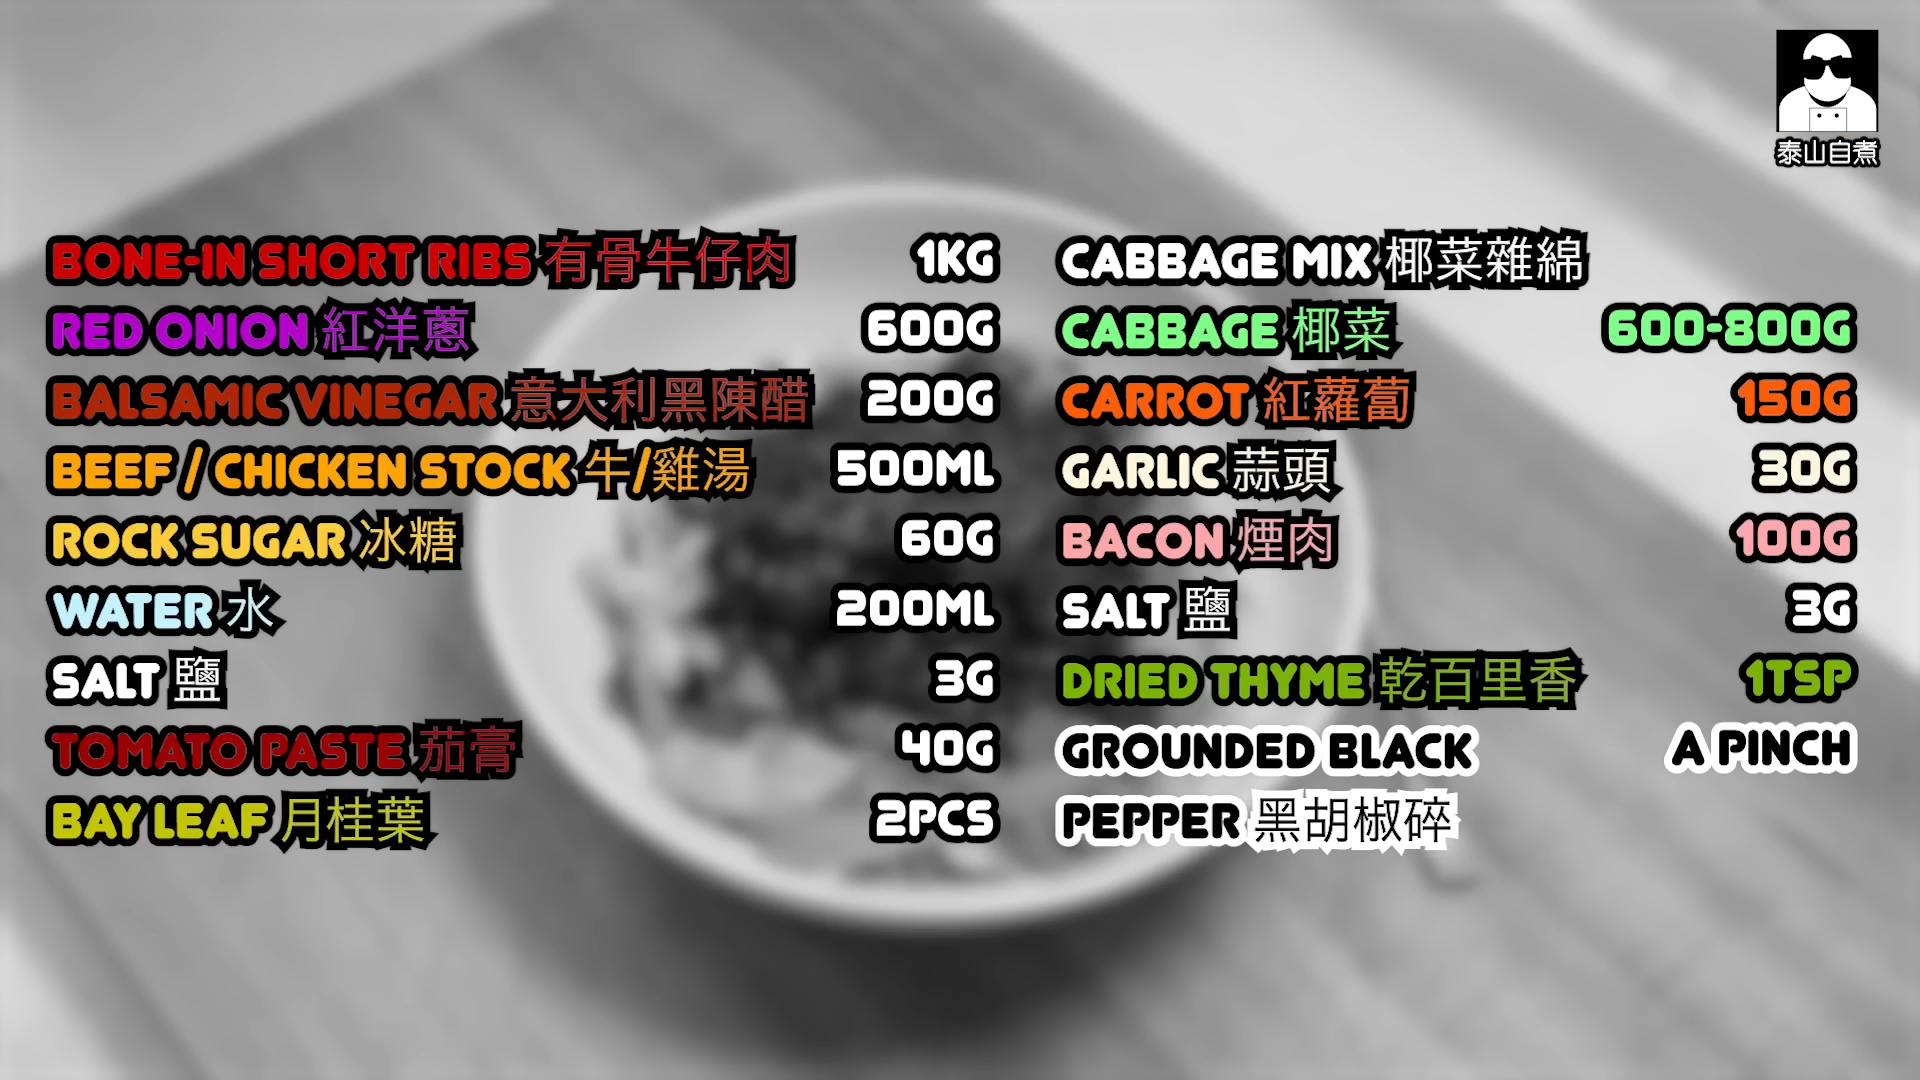 泰山自煮
BONE-IN SHORT RIBS 有骨牛仔肉 1KG
RED ONION 紅洋蔥 600G
BALSAMIC VINEGAR 意大利黑陳醋 200G
BEEF / CHICKEN STOCK 牛/雞湯 500ML
ROCK SUGAR 冰糖 60G
WATER 水 200ML
SALT 鹽 3G
TOMATO PASTE 茄膏 40G
BAY LEAF 月桂葉 2PCS
CABBAGE MIX 椰菜雜綿
CABBAGE 椰菜 600-800G
CARROT 紅蘿蔔 150G
GARLIC 蒜頭 30G
BACON 煙肉 100G
SALT 鹽 3G
DRIED THYME 乾百里香 1TSP
GROUNDED BLACK A PINCH
PEPPER 黑胡椒碎